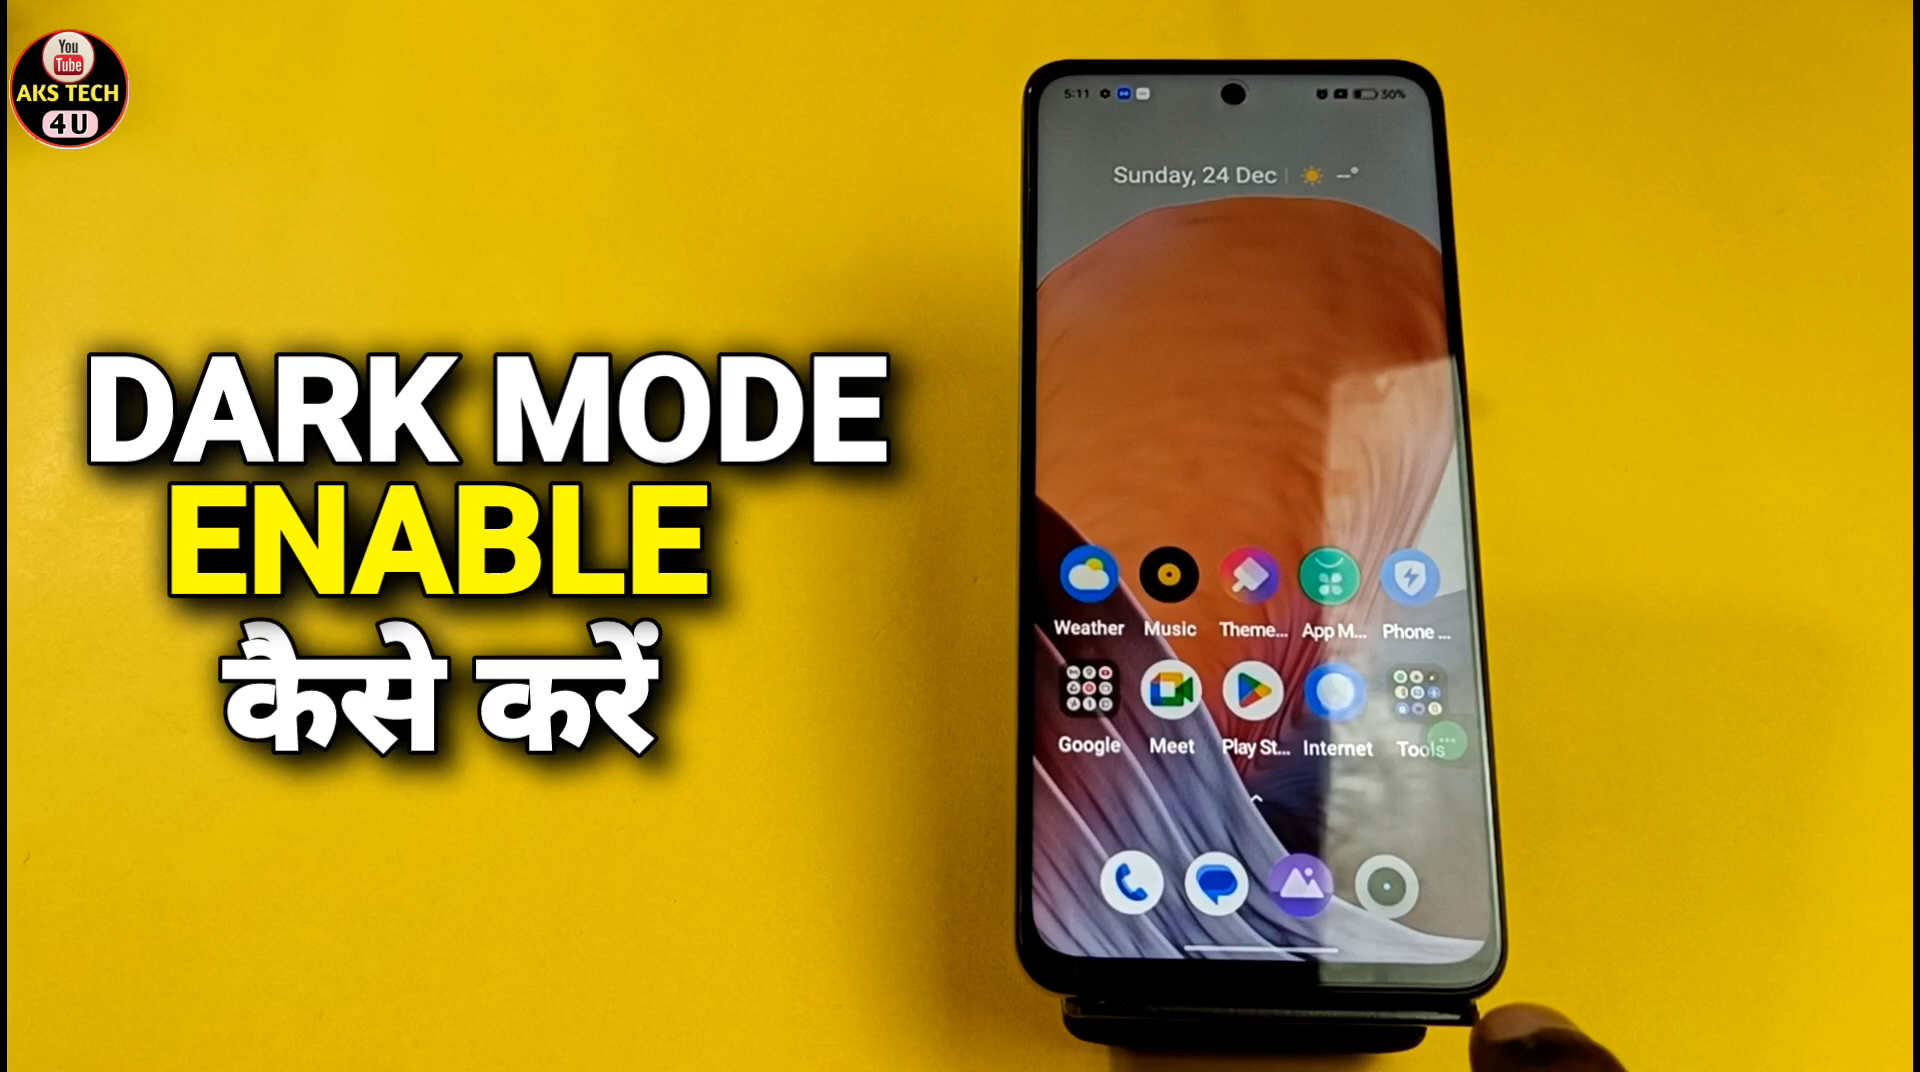 You
Tube
AKS TECH
4 U
DARK MODE
ENABLE
कैसे करें
5:11
50%
Sunday, 24 Dec | --°
Weather Music Theme... App M... Phone ...
Google Meet Play St... Internet Tools